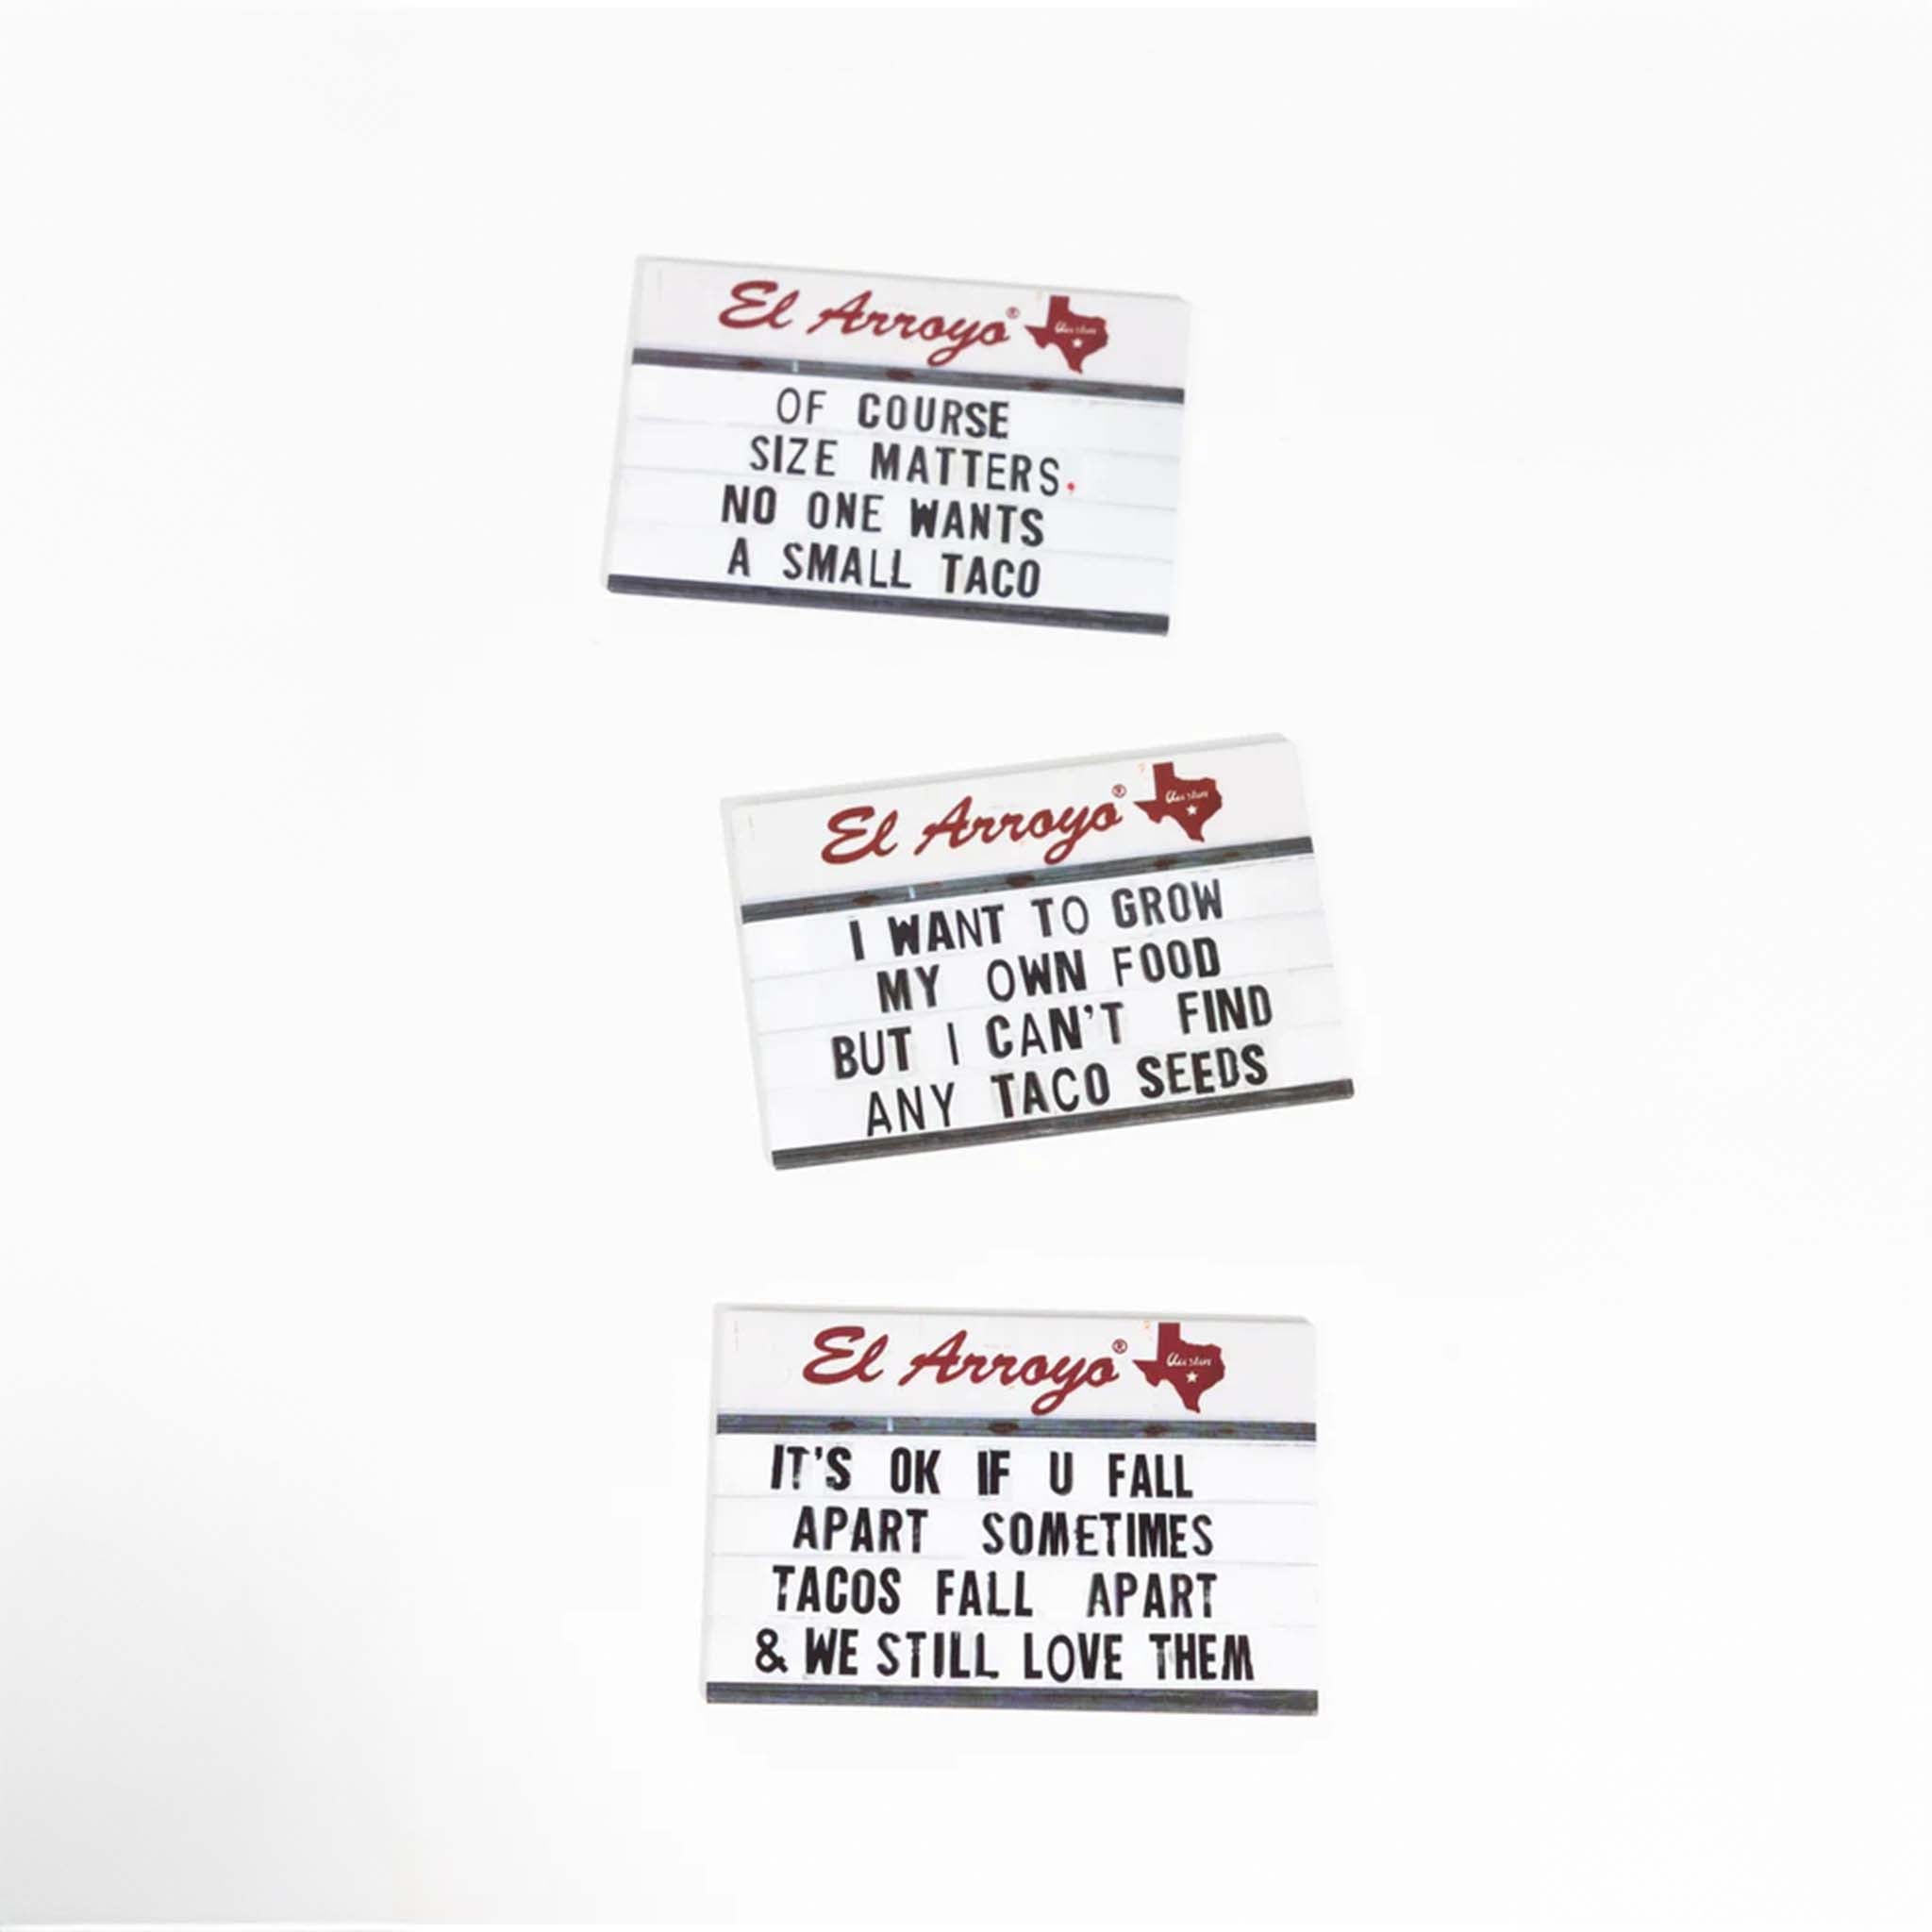 El Arroyo®
OF COURSE
SIZE MATTERS.
NO ONE WANTS
A SMALL TACO
El Arroyo®
I WANT TO GROW
MY OWN FOOD
BUT I CAN'T FIND
ANY TACO SEEDS
El Arroyo®
IT'S OK IF U FALL
APART SOMETIMES
TACOS FALL APART
& WE STILL LOVE THEM